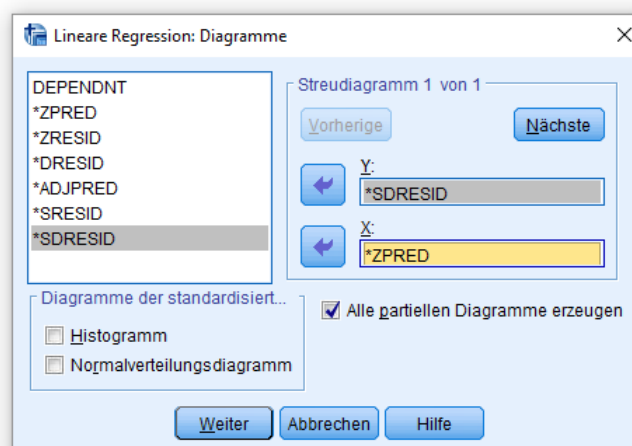 Lineare Regression: Diagramme
DEPENDNT
*ZPRED
*ZRESID
*DRESID
*ADJPRED
*SRESID
*SDRESID
Streudiagramm 1 von 1
Vorherige
Nächste
Y:
*SDRESID
X:
*ZPRED
Diagramme der standardisiert...
Histogramm
Normalverteilungsdiagramm
Alle partiellen Diagramme erzeugen
Weiter
Abbrechen
Hilfe